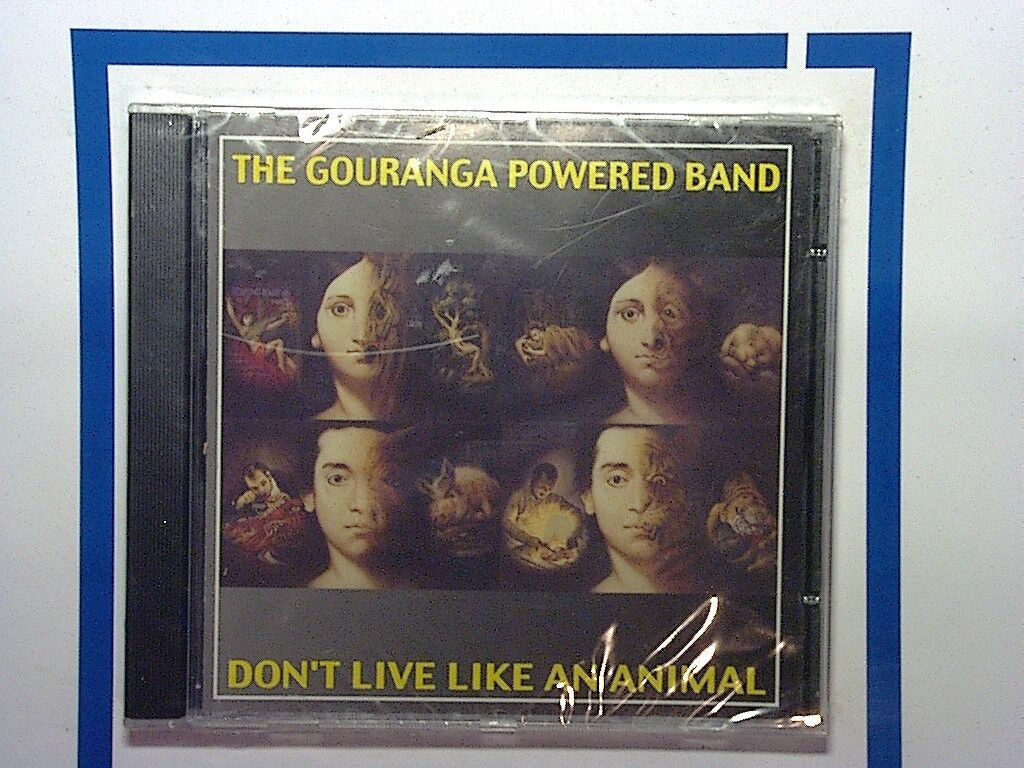 THE GOURANGA POWERED BAND
DON'T LIVE LIKE AN ANIMAL